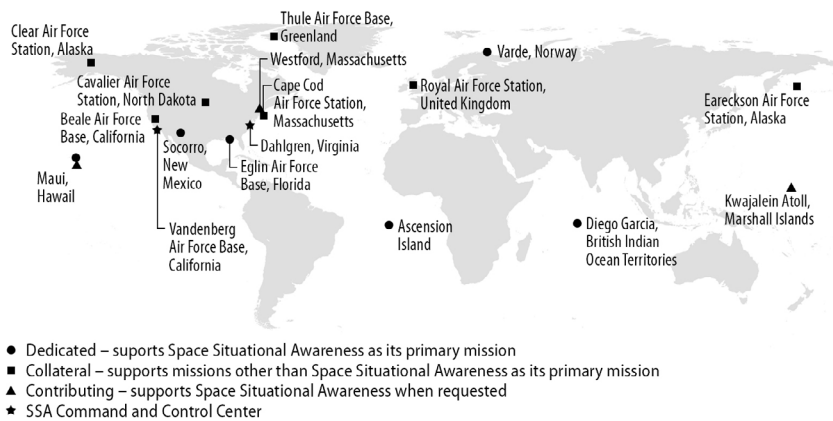 Clear Air Force
Station, Alaska
Thule Air Force Base,
Greenland
Westford, Massachusetts
Varde, Norway
Cavalier Air Force
Station, North Dakota
Cape Cod
Air Force Station,
Massachusetts
Royal Air Force Station,
United Kingdom
Eareckson Air Force
Station, Alaska
Beale Air Force
Base, California
Socorro,
New
Mexico
Dahlgren, Virginia
Eglin Air Force
Base, Florida
Maui,
Hawail
Kwajalein Atoll,
Marshall Islands
Vandenberg
Air Force Base,
California
Ascension
Island
Diego Garcia,
British Indian
Ocean Territories
Dedicated – suports Space Situational Awareness as its primary mission
Collateral – supports missions other than Space Situational Awareness as its primary mission
Contributing – supports Space Situational Awareness when requested
SSA Command and Control Center